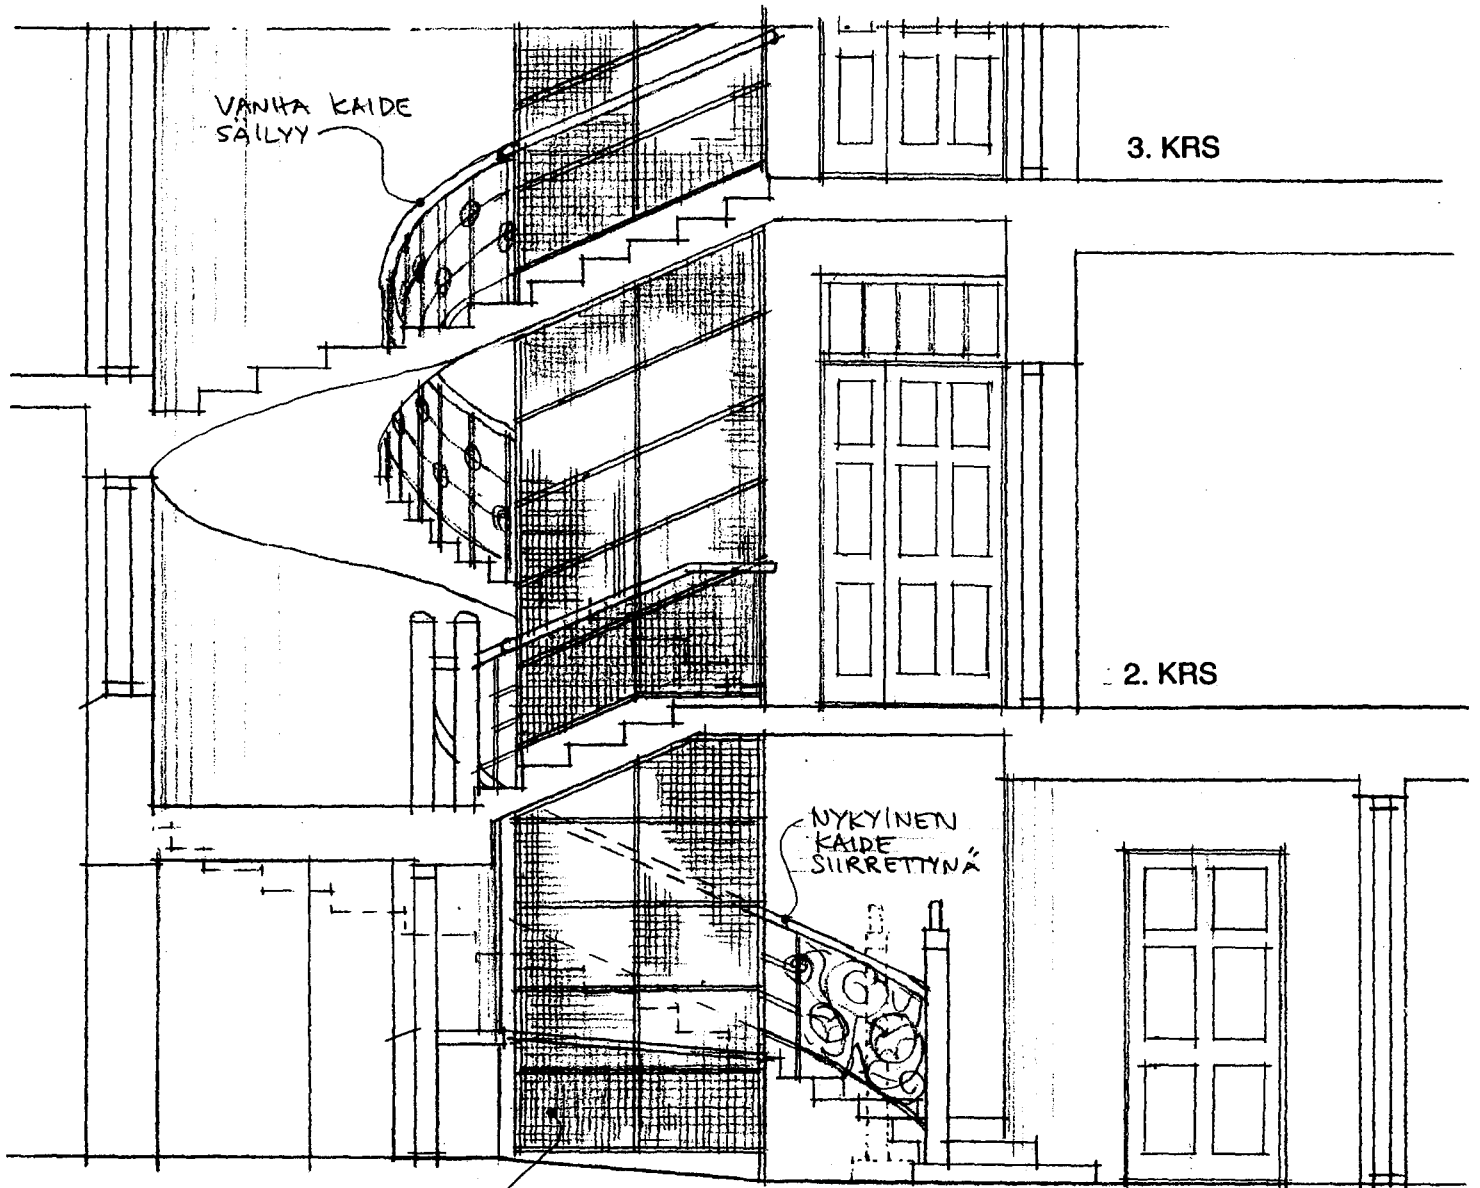 VANHA KAIDE
SÄILYY
3. KRS
2. KRS
NYKYINEN
KAIDE
SIIRRETTYNÄ